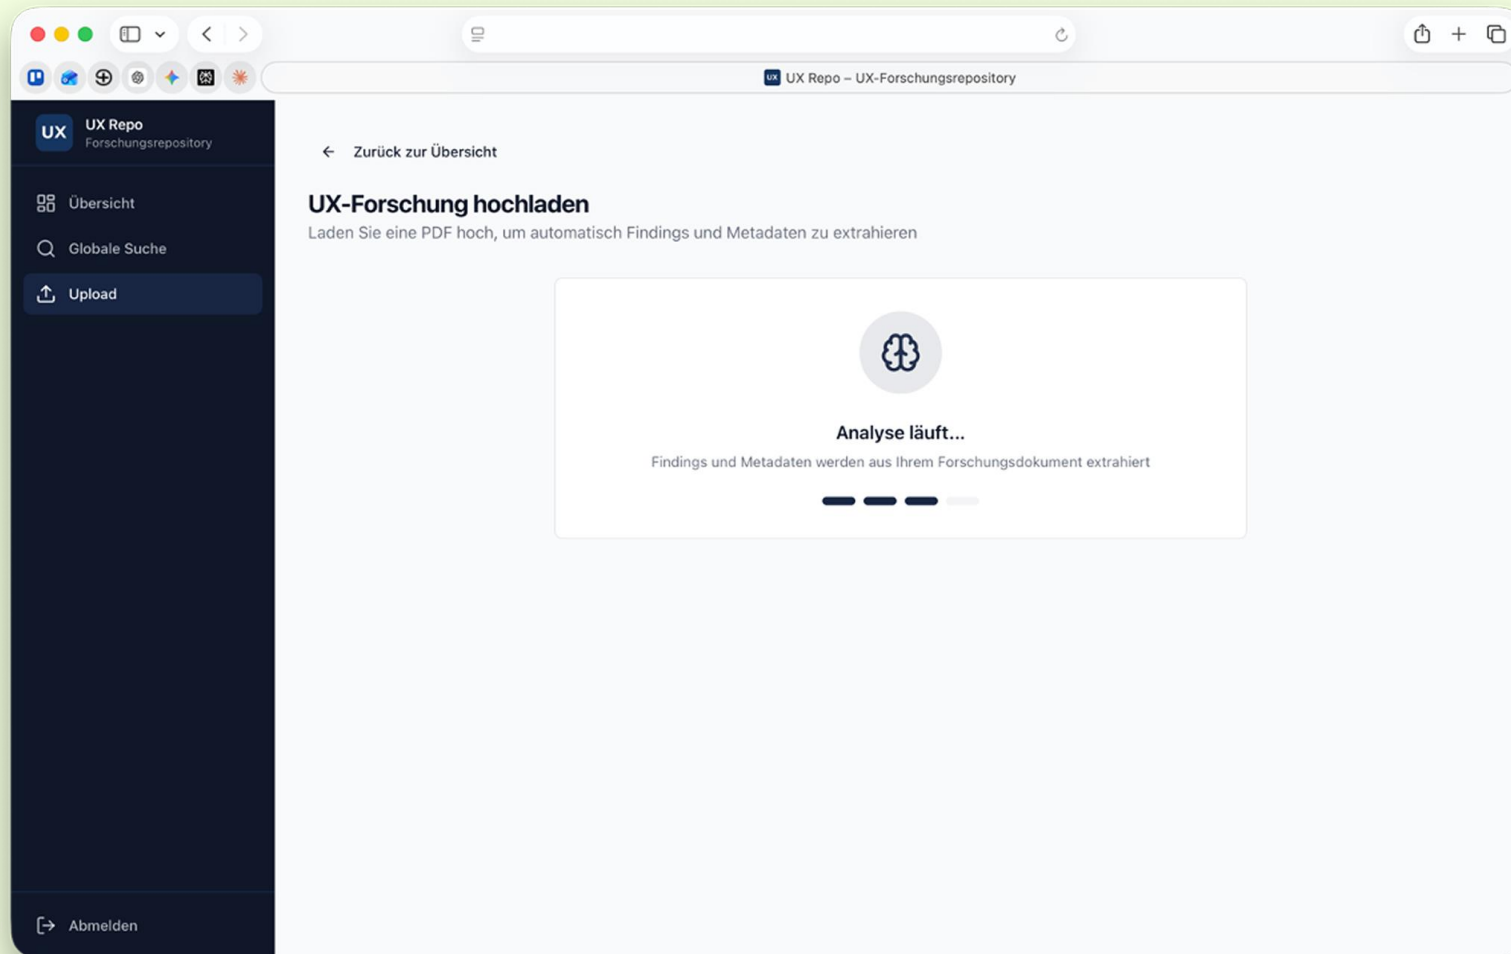 UX UX Repo – UX-Forschungsrepository
UX
UX Repo
Forschungsrepository
Übersicht
Globale Suche
Upload
Abmelden
Zurück zur Übersicht
UX-Forschung hochladen
Laden Sie eine PDF hoch, um automatisch Findings und Metadaten zu extrahieren
Analyse läuft...
Findings und Metadaten werden aus Ihrem Forschungsdokument extrahiert